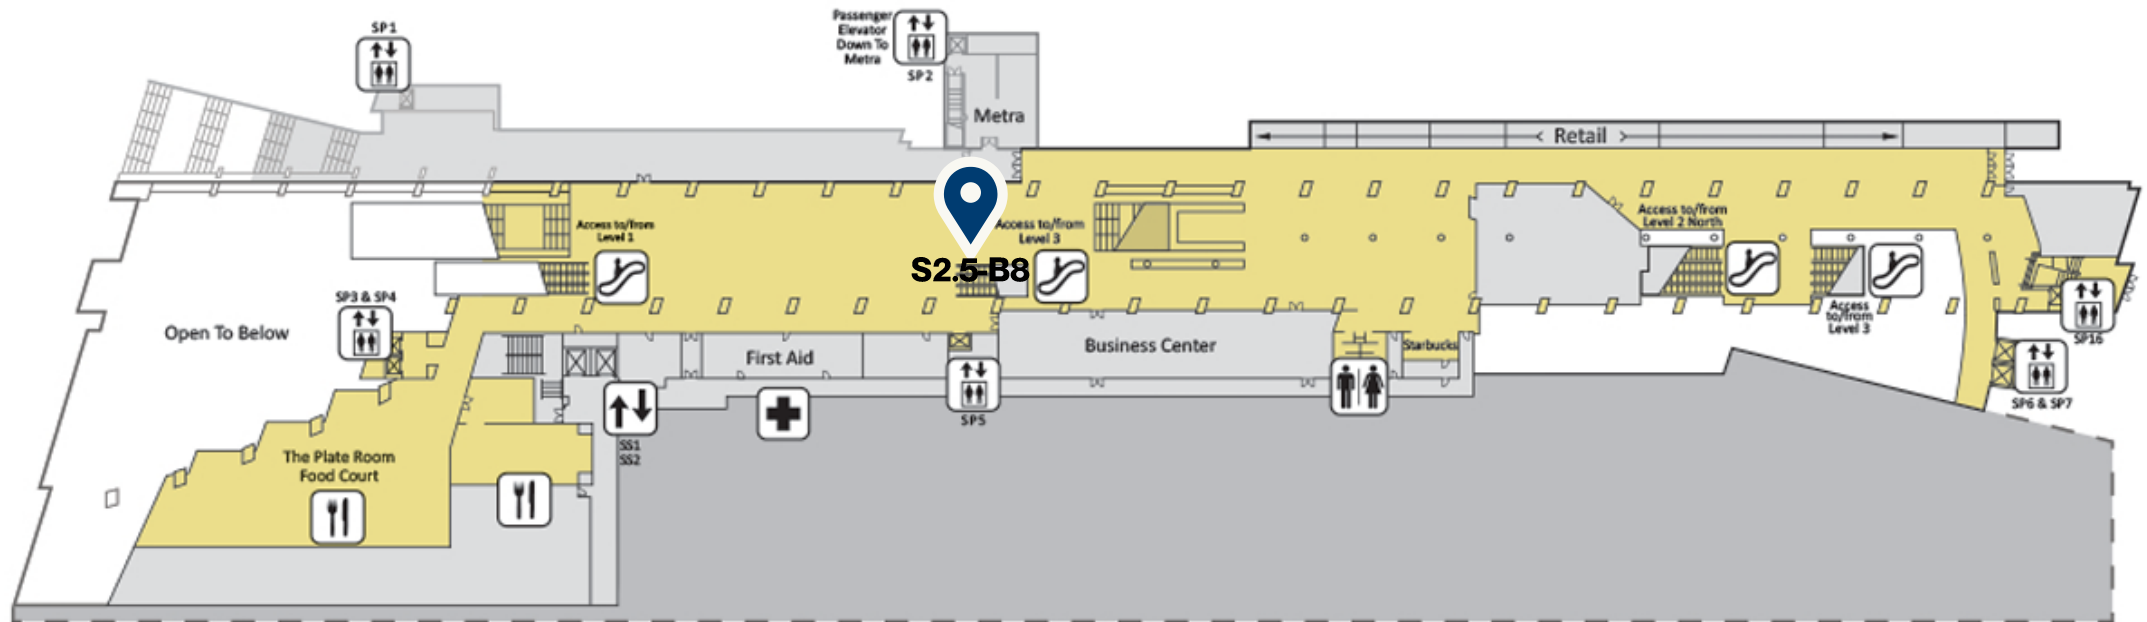 SP1
Passenger
Elevator
Down To
Metra
SP2
Metra
Retail
Access to/from
Level 1
Access to/from
Level 3
S2.5-B8
Access to/from
Level 2 North
Access
to/from
Level 3
SP3 & SP4
Open To Below
First Aid
Business Center
Starbucks
SP5
SP16
SP6 & SP7
SS1
SS2
The Plate Room
Food Court